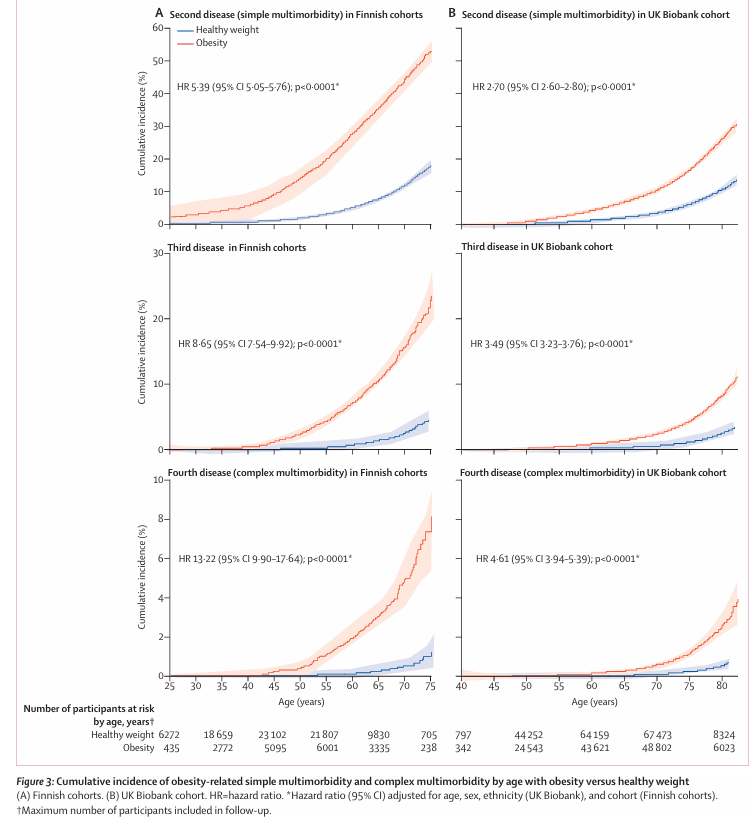 A Second disease (simple multimorbidity) in Finnish cohorts
B Second disease (simple multimorbidity) in UK Biobank cohort
Healthy weight
Obesity
60
50
40
30
20
10
0
Cumulative incidence (%)
HR 5·39 (95% CI 5·05–5·76); p<0·0001*
HR 2·70 (95% CI 2·60–2·80); p<0·0001*
Third disease in Finnish cohorts
Third disease in UK Biobank cohort
30
20
10
0
Cumulative incidence (%)
HR 8·65 (95% CI 7·54–9·92); p<0·0001*
HR 3·49 (95% CI 3·23–3·76); p<0·0001*
Fourth disease (complex multimorbidity) in Finnish cohorts
Fourth disease (complex multimorbidity) in UK Biobank cohort
10
8
6
4
2
0
Cumulative incidence (%)
HR 13·22 (95% CI 9·90–17·64); p<0·0001*
HR 4·61 (95% CI 3·94–5·39); p<0·0001*
25 30 35 40 45 50 55 60 65 70 75
40 45 50 55 60 65 70 75 80
Age (years)
Age (years)
Number of participants at risk
by age, years†
Healthy weight 6272 18 659 23 102 21 807 9830 705 797 44 252 64 159 67 473 8324
Obesity 435 2772 5095 6001 3335 238 342 24 543 43 621 48 802 6023
Figure 3: Cumulative incidence of obesity-related simple multimorbidity and complex multimorbidity by age with obesity versus healthy weight
(A) Finnish cohorts. (B) UK Biobank cohort. HR=hazard ratio. *Hazard ratio (95% CI) adjusted for age, sex, ethnicity (UK Biobank), and cohort (Finnish cohorts).
†Maximum number of participants included in follow-up.